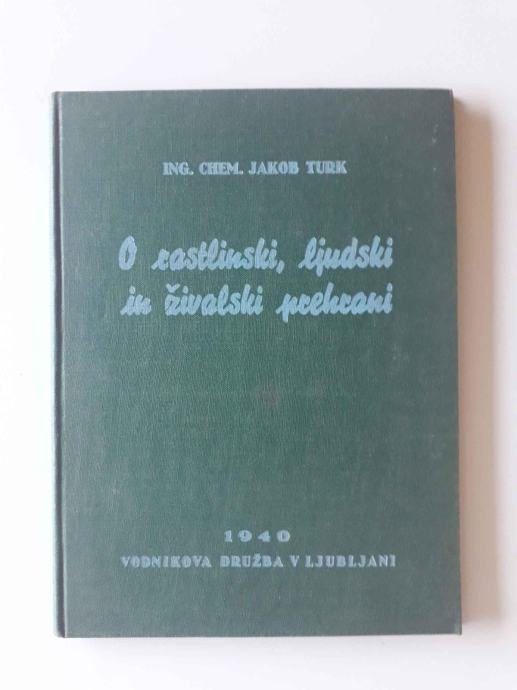 ING. CHEM. JAKOB TURK
O rastlinski, ljudski
in živalski prehrani
1940
VODNIKOVA DRUŽBA V LJUBLJANI